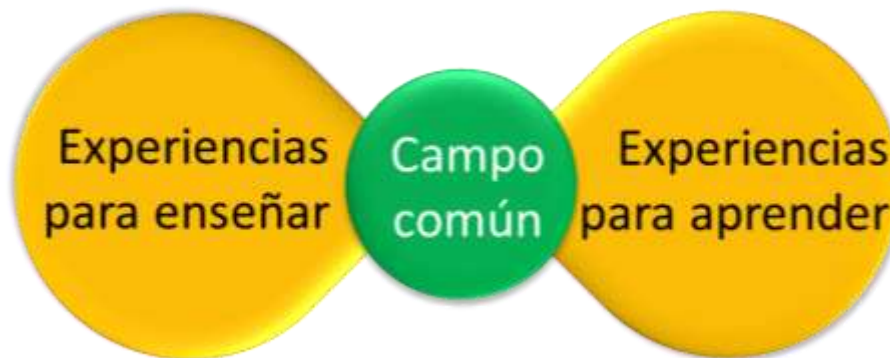 Experiencias
para enseñar
Campo
común
Experiencias
para aprender